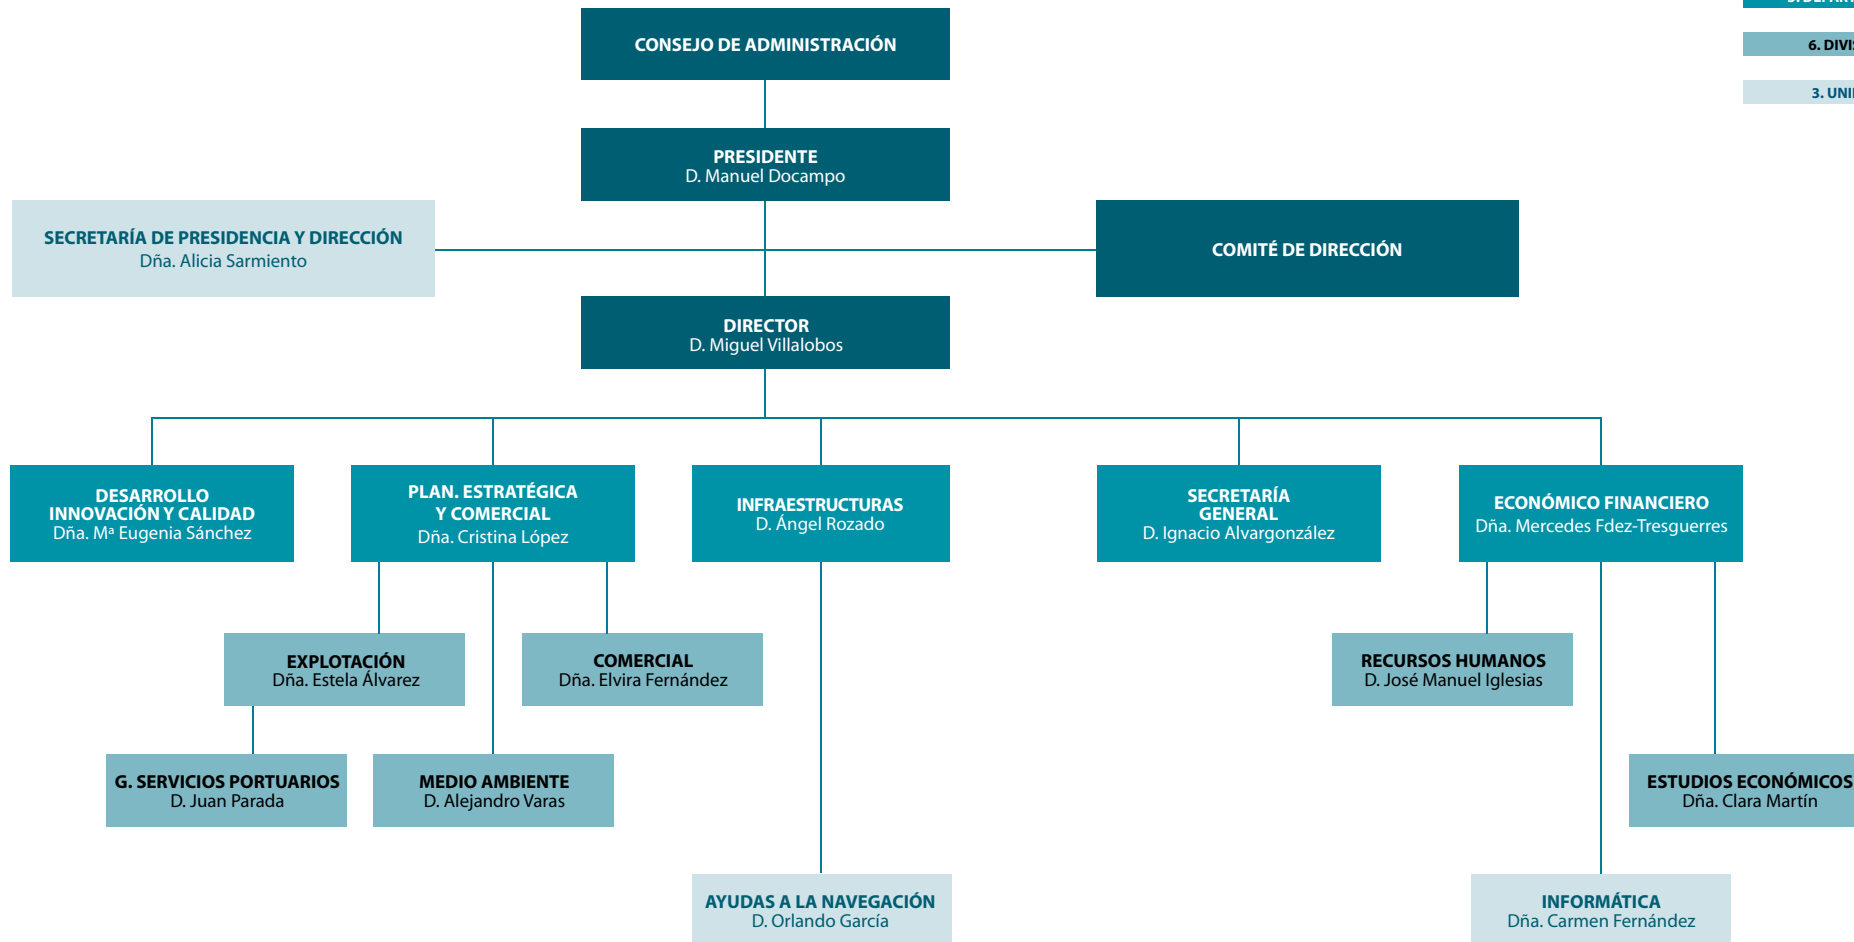 CONSEJO DE ADMINISTRACIÓN
6. DIVIS
3. UNI
PRESIDENTE
D. Manuel Docampo
SECRETARÍA DE PRESIDENCIA Y DIRECCIÓN
Dña. Alicia Sarmiento
COMITÉ DE DIRECCIÓN
DIRECTOR
D. Miguel Villalobos
DESARROLLO
INNOVACIÓN Y CALIDAD
Dña. Mª Eugenia Sánchez
PLAN. ESTRATÉGICA
Y COMERCIAL
Dña. Cristina López
INFRAESTRUCTURAS
D. Ángel Rozado
SECRETARÍA
GENERAL
D. Ignacio Alvargonzález
ECONÓMICO FINANCIERO
Dña. Mercedes Fdez-Tresguerres
EXPLOTACIÓN
Dña. Estela Álvarez
COMERCIAL
Dña. Elvira Fernández
RECURSOS HUMANOS
D. José Manuel Iglesias
G. SERVICIOS PORTUARIOS
D. Juan Parada
MEDIO AMBIENTE
D. Alejandro Varas
ESTUDIOS ECONÓMICOS
Dña. Clara Martín
AYUDAS A LA NAVEGACIÓN
D. Orlando García
INFORMÁTICA
Dña. Carmen Fernández